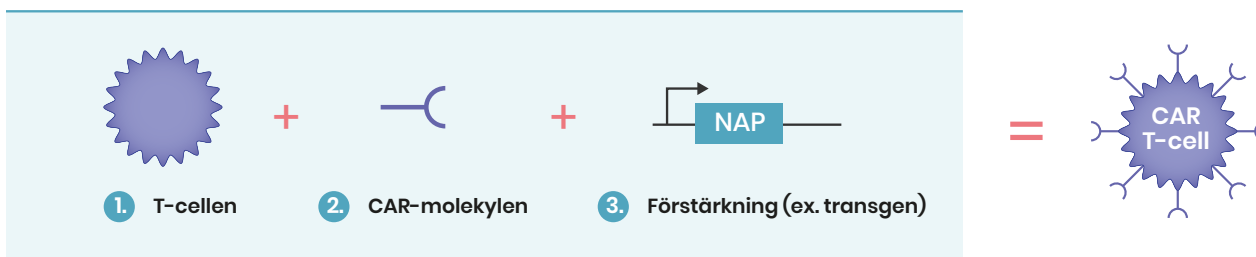 NAP
1. T-cellen
2. CAR-molekylen
3. Förstärkning (ex. transgen)
CAR
T-cell